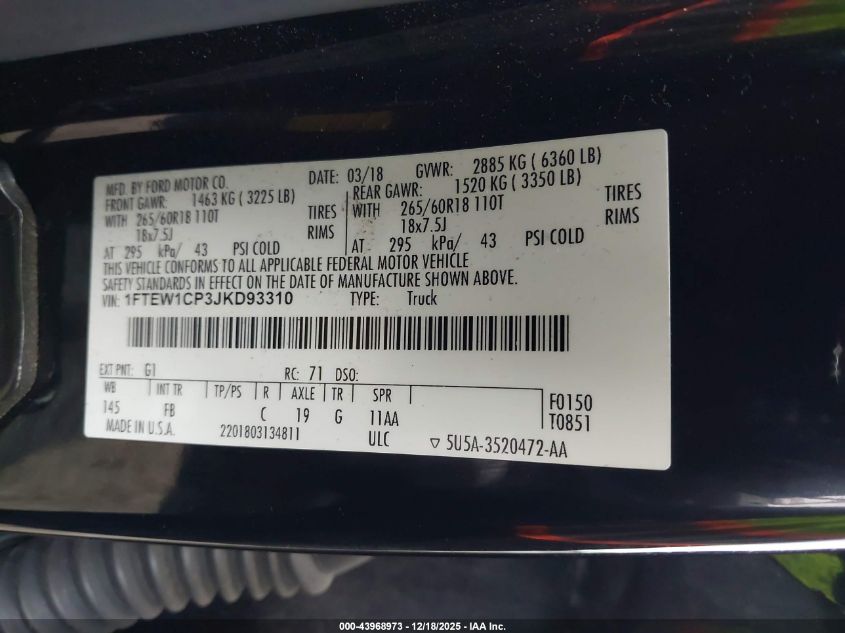 MFD. BY FORD MOTOR CO.
DATE: 03/18 GVWR: 2885 KG ( 6360 LB)
FRONT GAWR: 1463 KG ( 3225 LB)
WITH 265/60R18 110T TIRES
18x7.5J RIMS
AT 295 kPa/ 43 PSI COLD
REAR GAWR: 1520 KG ( 3350 LB)
WITH 265/60R18 110T TIRES
18x7.5J RIMS
AT 295 kPa/ 43 PSI COLD
THIS VEHICLE CONFORMS TO ALL APPLICABLE FEDERAL MOTOR VEHICLE
SAFETY STANDARDS IN EFFECT ON THE DATE OF MANUFACTURE SHOWN ABOVE.
VIN: 1FTEW1CP3JKD93310 TYPE: Truck
EXT PNT: G1 RC: 71 DSO:
WB INT TR TP/PS R AXLE TR SPR
145 FB C 19 G 11AA
F0150
T0851
MADE IN U.S.A. 2201803134811 ULC ▽ 5U5A-3520472-AA
000-43968973 - 12/18/2025 - IAA Inc.